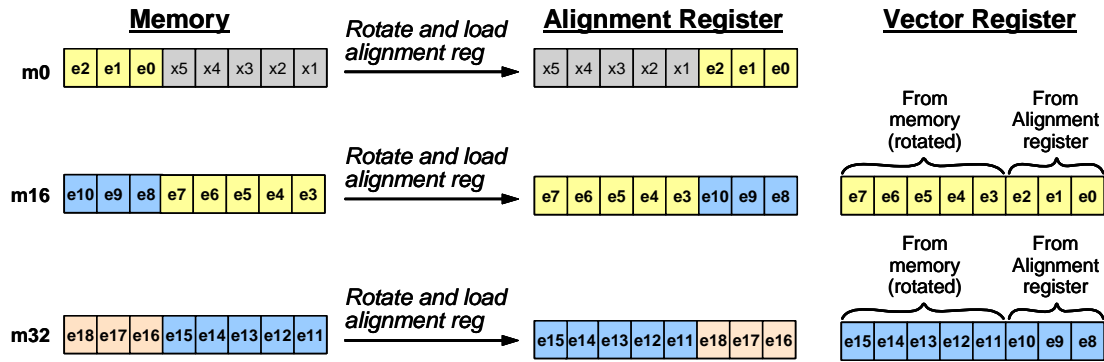 Memory
Rotate and load
alignment reg
Alignment Register
Vector Register
m0
e2 e1 e0 x5 x4 x3 x2 x1
x5 x4 x3 x2 x1 e2 e1 e0
From
memory
(rotated)
From
Alignment
register
Rotate and load
alignment reg
m16
e10 e9 e8 e7 e6 e5 e4 e3
e7 e6 e5 e4 e3 e10 e9 e8
e7 e6 e5 e4 e3 e2 e1 e0
From
memory
(rotated)
From
Alignment
register
Rotate and load
alignment reg
m32
e18 e17 e16 e15 e14 e13 e12 e11
e15 e14 e13 e12 e11 e18 e17 e16
e15 e14 e13 e12 e11 e10 e9 e8